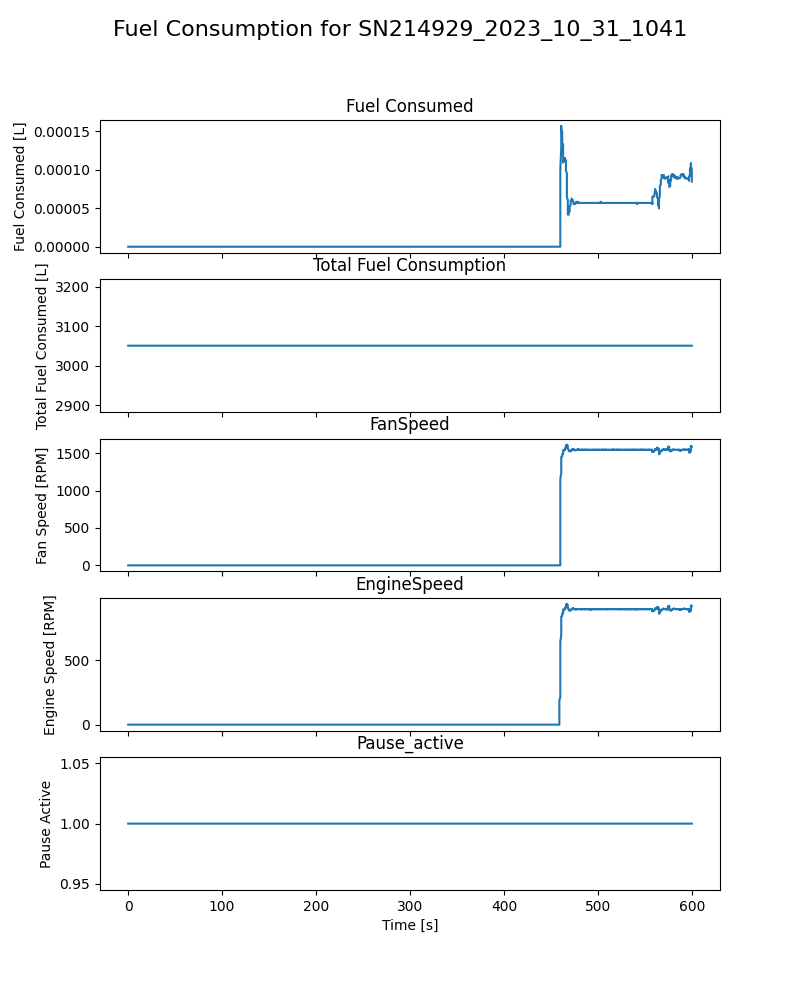 Fuel Consumption for SN214929_2023_10_31_1041
Fuel Consumed
Fuel Consumed [L]
0.00015
0.00010
0.00005
0.00000
Total Fuel Consumption
Total Fuel Consumed [L]
3200
3100
3000
2900
FanSpeed
Fan Speed [RPM]
1500
1000
500
0
EngineSpeed
Engine Speed [RPM]
500
0
Pause_active
Pause Active
1.05
1.00
0.95
0 100 200 300 400 500 600
Time [s]